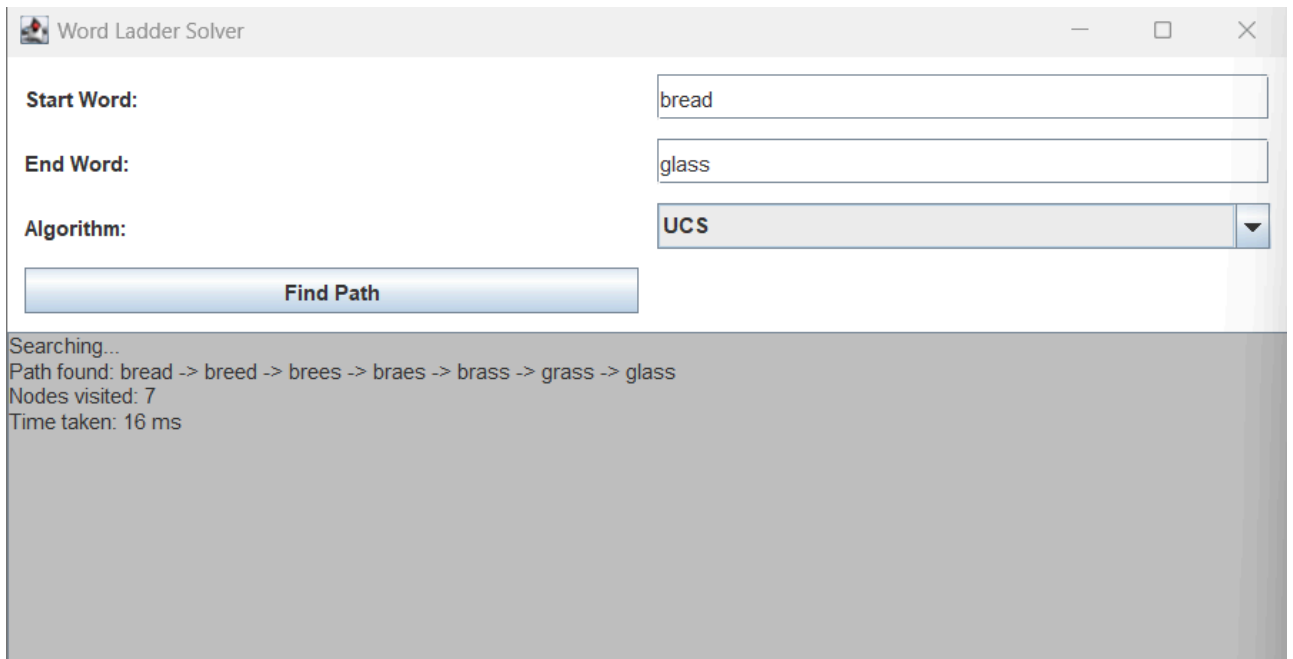 Word Ladder Solver
Start Word:
bread
End Word:
glass
Algorithm:
UCS
Find Path
Searching...
Path found: bread -> breed -> brees -> braes -> brass -> grass -> glass
Nodes visited: 7
Time taken: 16 ms